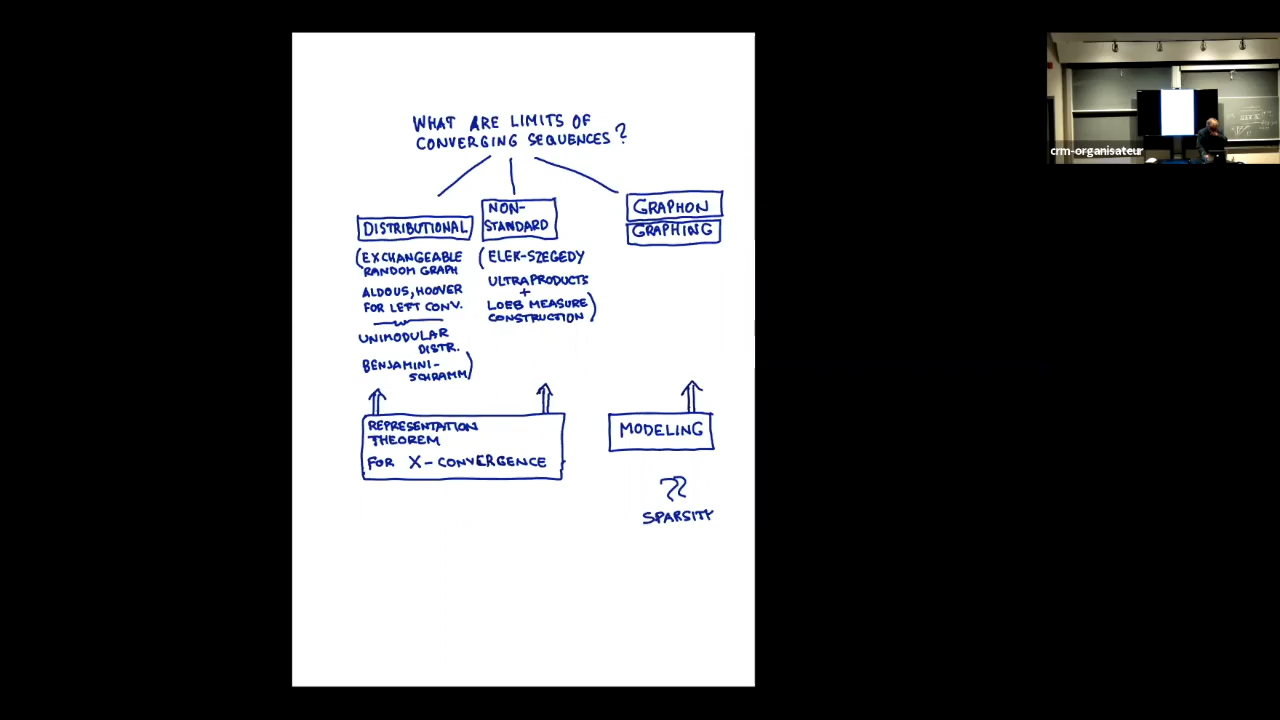 WHAT ARE LIMITS OF
CONVERGING SEQUENCES?
DISTRIBUTIONAL
(EXCHANGEABLE
RANDOM GRAPH
ALDOUS, HOOVER
FOR LEFT CONV.
UNIMODULAR
DISTR.
BENJAMINI-
SCHRAMM)
NON-
STANDARD
(ELEK-SZEGEDY
ULTRAPRODUCTS
+
LOEB MEASURE
CONSTRUCTION)
GRAPHON
GRAPHING
REPRESENTATION
THEOREM
FOR X-CONVERGENCE
MODELING
??
SPARSITY
crm-organisateur